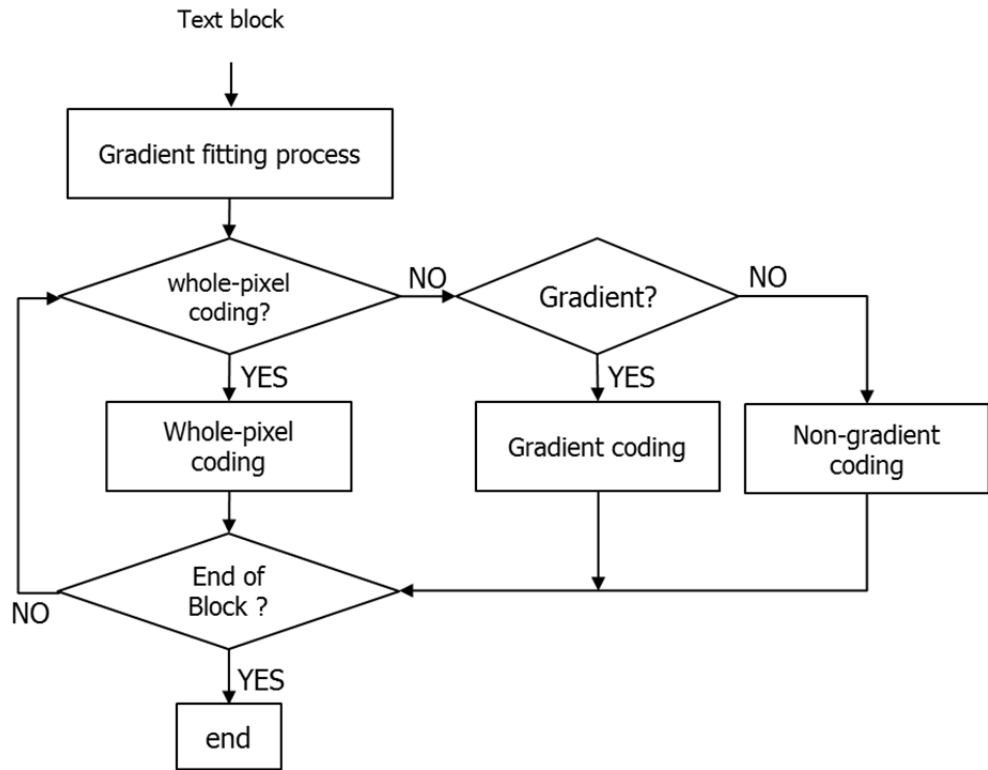 Text block
Gradient fitting process
whole-pixel
coding?
NO
Gradient?
NO
YES
YES
Whole-pixel
coding
Gradient coding
Non-gradient
coding
End of
Block ?
NO
YES
end